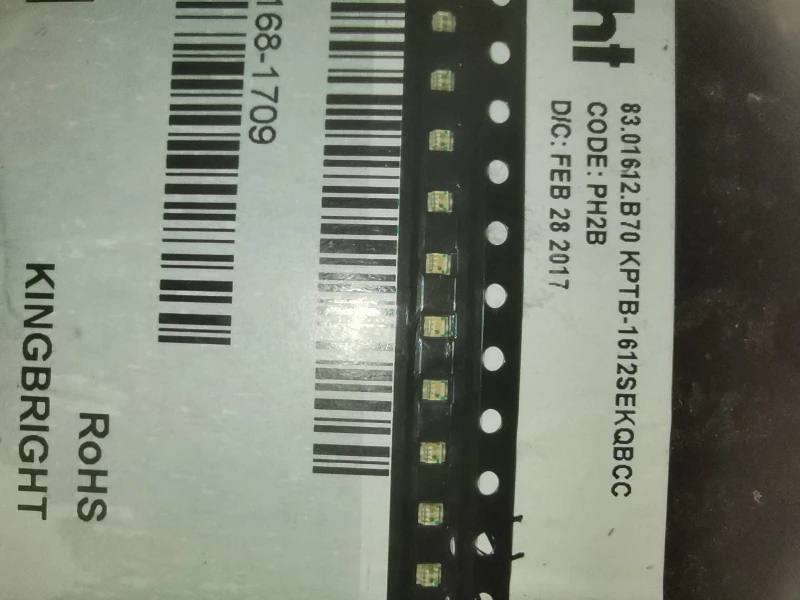 ht
83.01612.B70 KPTB-1612SEKQBCC
CODE: PH2B
D/C: FEB 28 2017
168-1709
RoHS
KINGBRIGHT